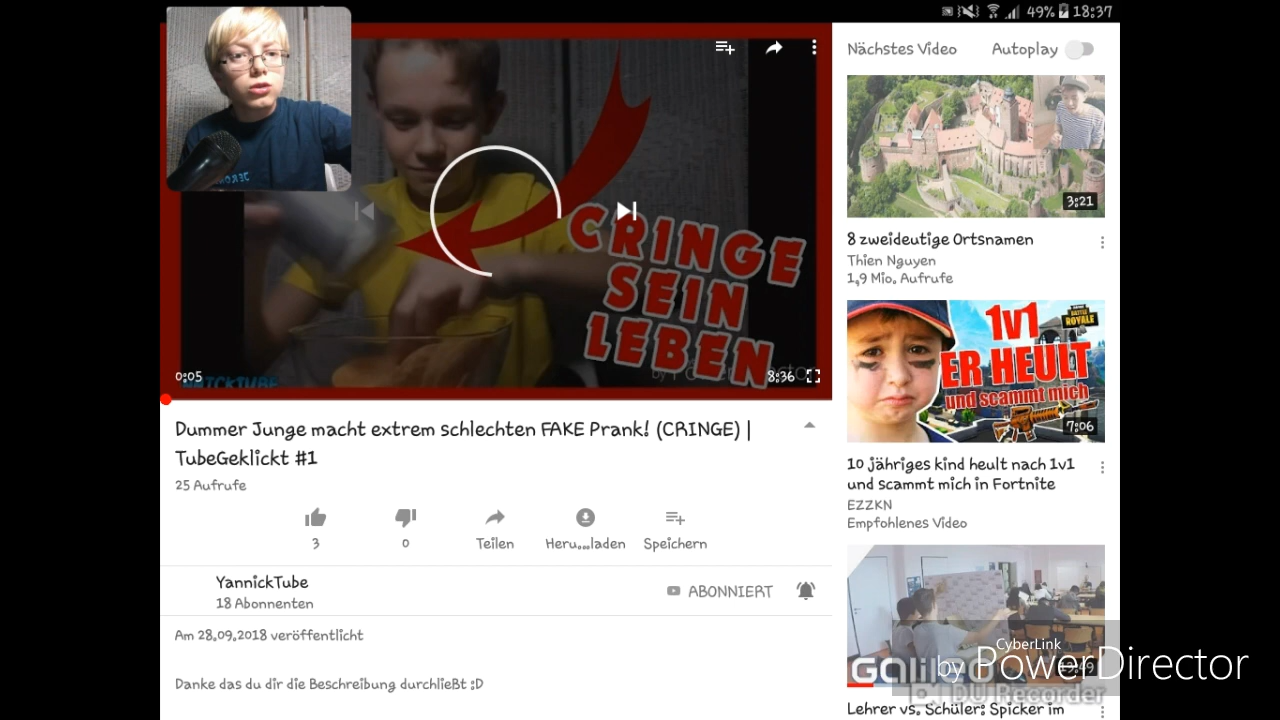 49% 18:37
Nächstes Video Autoplay
CRINGE
SEIN
LEBEN
0:05
8:36
Dummer Junge macht extrem schlechten FAKE Prank! (CRINGE) |
TubeGeklickt #1
25 Aufrufe
3
0
Teilen
Heru...laden
Speichern
YannickTube
18 Abonnenten
ABONNIERT
Am 28.09.2018 veröffentlicht
Danke das du dir die Beschreibung durchließt :D
3:21
8 zweideutige Ortsnamen
Thien Nguyen
1,9 Mio. Aufrufe
1v1
BATTLE
ROYALE
ER HEULT
und scammt mich
7:06
10 jähriges kind heult nach 1v1
und scammt mich in Fortnite
EZZKN
Empfohlenes Video
CyberLink
by PowerDirector
DU Recorder
Lehrer vs. Schüler: Spicker im